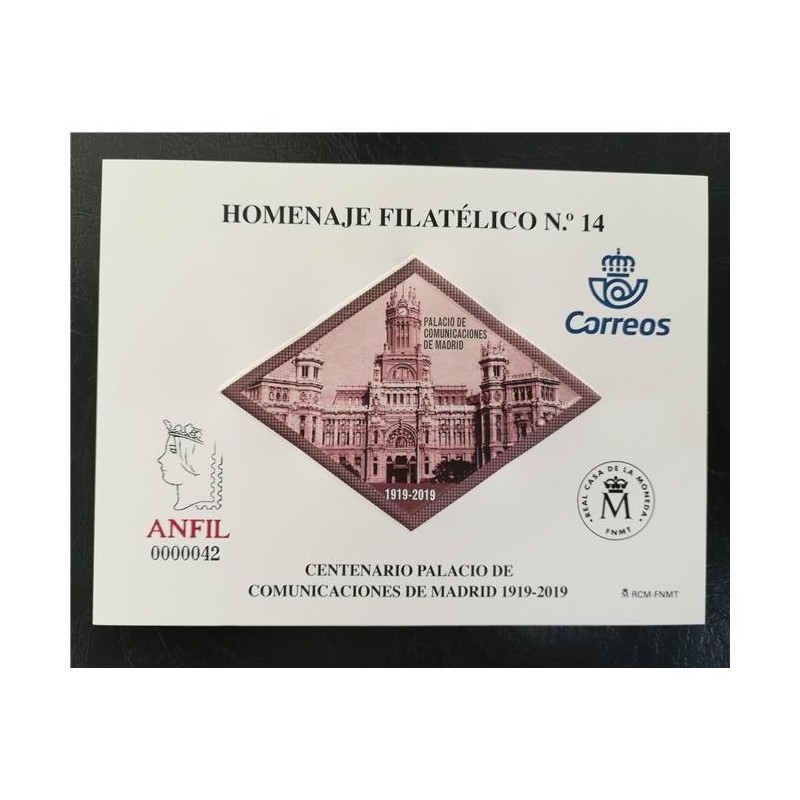 HOMENAJE FILATÉLICO N.º 14
Correos
PALACIO DE
COMUNICACIONES
DE MADRID
1919-2019
ANFIL
0000042
REAL CASA DE LA MONEDA
M
FNMT
CENTENARIO PALACIO DE
COMUNICACIONES DE MADRID 1919-2019
M RCM-FNMT